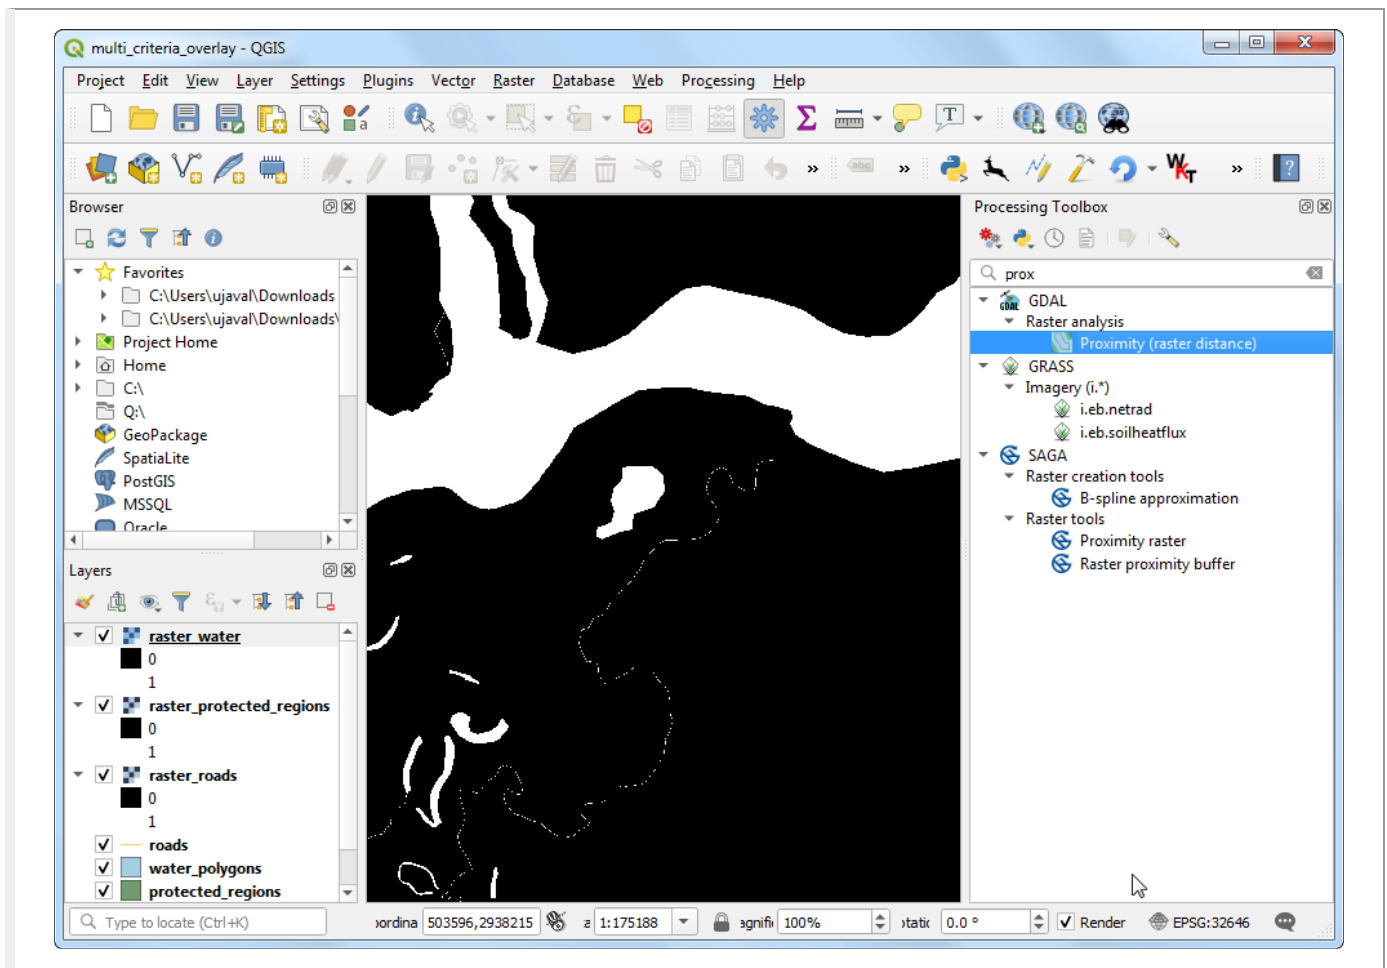 multi_criteria_overlay - QGIS
Project Edit View Layer Settings Plugins Vector Raster Database Web Processing Help
Browser
Favorites
C:\Users\ujaval\Downloads
C:\Users\ujaval\Downloads\
Project Home
Home
C:\
Q:\
GeoPackage
SpatiaLite
PostGIS
MSSQL
Oracle
Layers
raster_water
0
1
raster_protected_regions
0
1
raster_roads
0
1
roads
water_polygons
protected_regions
Processing Toolbox
prox
GDAL
Raster analysis
Proximity (raster distance)
GRASS
Imagery (i.*)
i.eb.netrad
i.eb.soilheatflux
SAGA
Raster creation tools
B-spline approximation
Raster tools
Proximity raster
Raster proximity buffer
Type to locate (Ctrl+K) oordina 503596,2938215 1:175188 agnifi 100% otatic 0.0 ° Render EPSG:32646